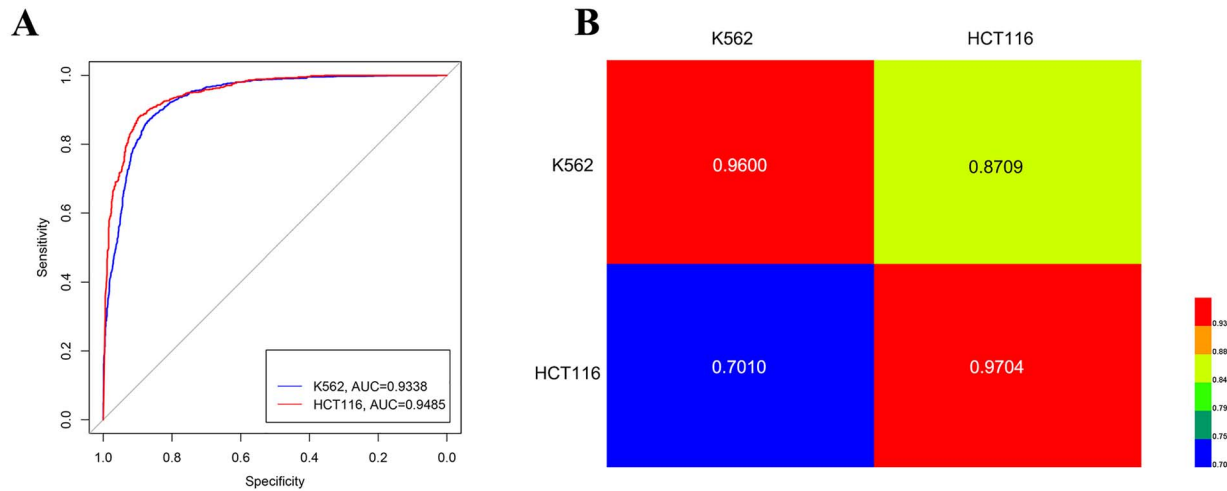 A
1.0
0.8
0.6
0.4
0.2
0.0
Sensitivity
K562, AUC=0.9338
HCT116, AUC=0.9485
1.0 0.8 0.6 0.4 0.2 0.0
Specificity
B
K562 HCT116
K562 0.9600 0.8709
HCT116 0.7010 0.9704
0.93
0.88
0.84
0.79
0.75
0.70